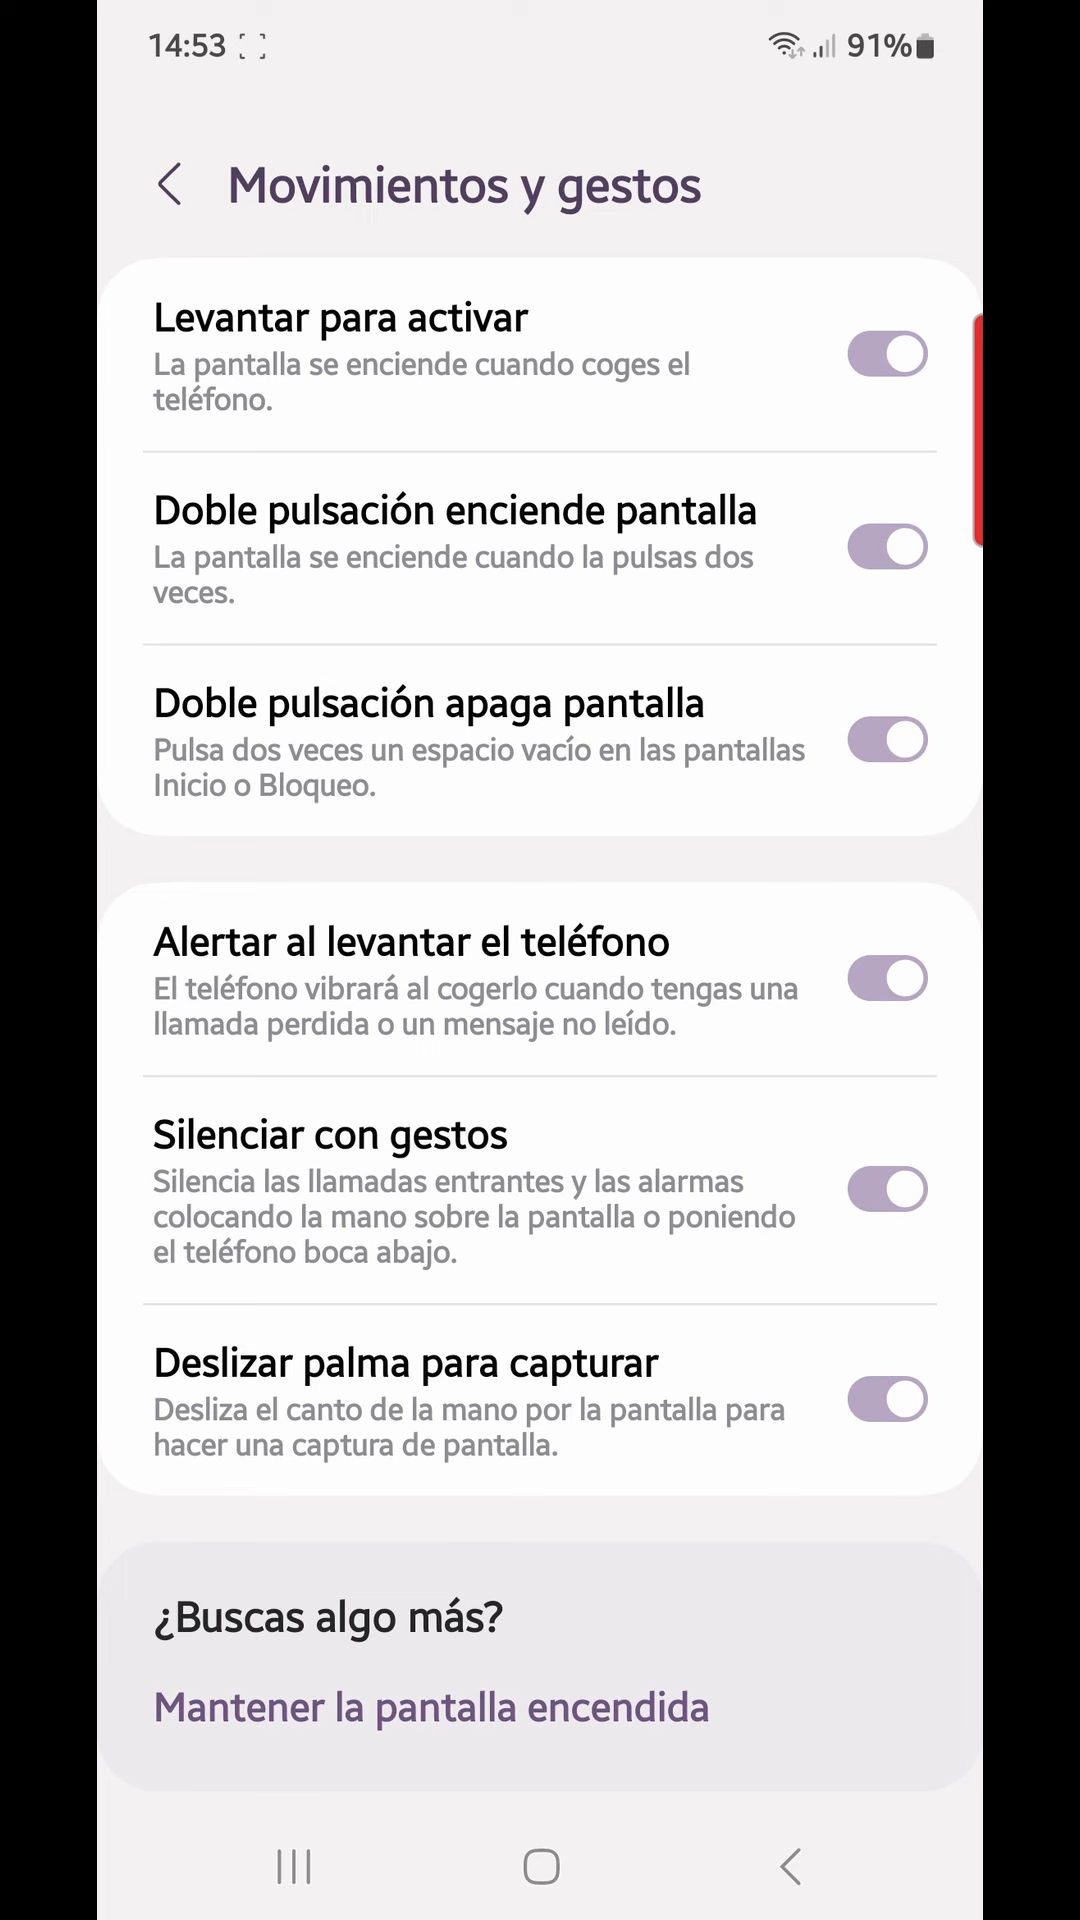 14:53 91%
Movimientos y gestos
Levantar para activar
La pantalla se enciende cuando coges el
teléfono.
Doble pulsación enciende pantalla
La pantalla se enciende cuando la pulsas dos
veces.
Doble pulsación apaga pantalla
Pulsa dos veces un espacio vacío en las pantallas
Inicio o Bloqueo.
Alertar al levantar el teléfono
El teléfono vibrará al cogerlo cuando tengas una
llamada perdida o un mensaje no leído.
Silenciar con gestos
Silencia las llamadas entrantes y las alarmas
colocando la mano sobre la pantalla o poniendo
el teléfono boca abajo.
Deslizar palma para capturar
Desliza el canto de la mano por la pantalla para
hacer una captura de pantalla.
¿Buscas algo más?
Mantener la pantalla encendida